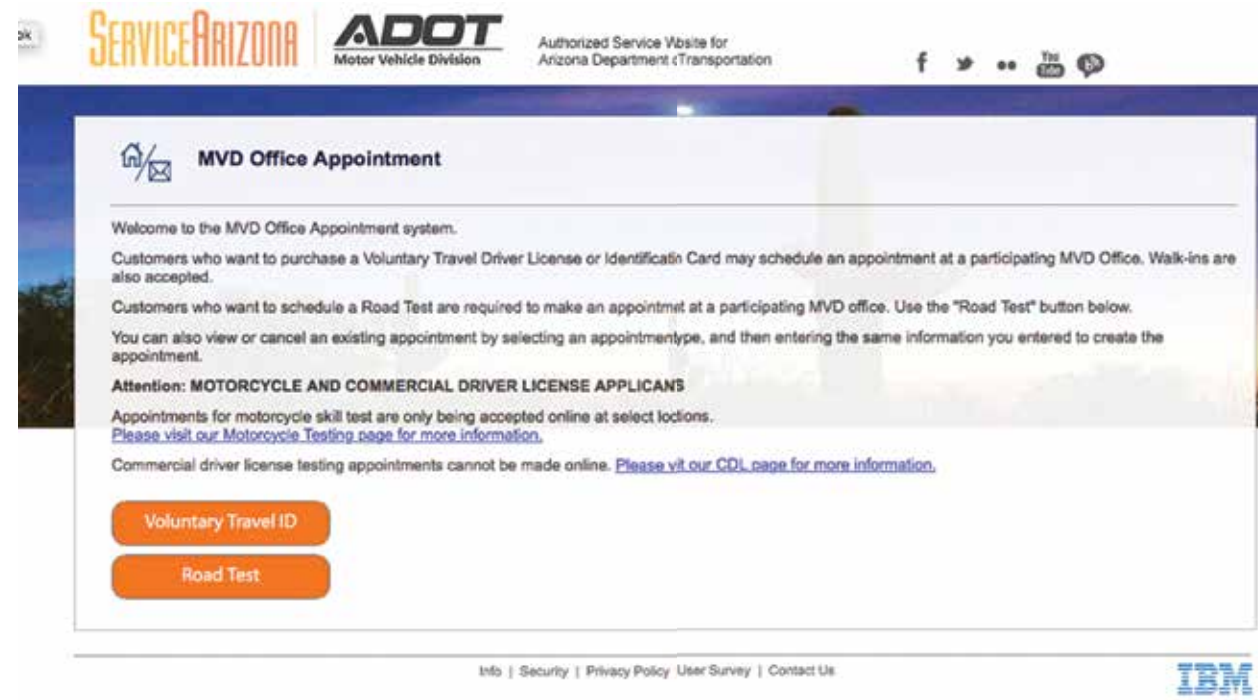 ok
SERVICEARIZONA
ADOT
Motor Vehicle Division
Authorized Service Wbsite for
Arizona Department cTransportation
f
You Tube
MVD Office Appointment
Welcome to the MVD Office Appointment system.
Customers who want to purchase a Voluntary Travel Driver License or Identificatin Card may schedule an appointment at a participating MVD Office. Walk-ins are
also accepted.
Customers who want to schedule a Road Test are required to make an appointmet at a participating MVD office. Use the "Road Test" button below.
You can also view or cancel an existing appointment by selecting an appointmentype, and then entering the same information you entered to create the
appointment.
Attention: MOTORCYCLE AND COMMERCIAL DRIVER LICENSE APPLICANS
Appointments for motorcycle skill test are only being accepted online at select loctions.
Please visit our Motorcycle Testing page for more information.
Commercial driver license testing appointments cannot be made online. Please vit our CDL page for more information.
Voluntary Travel ID
Road Test
Info | Security | Privacy Policy User Survey | Contact Us
IBM